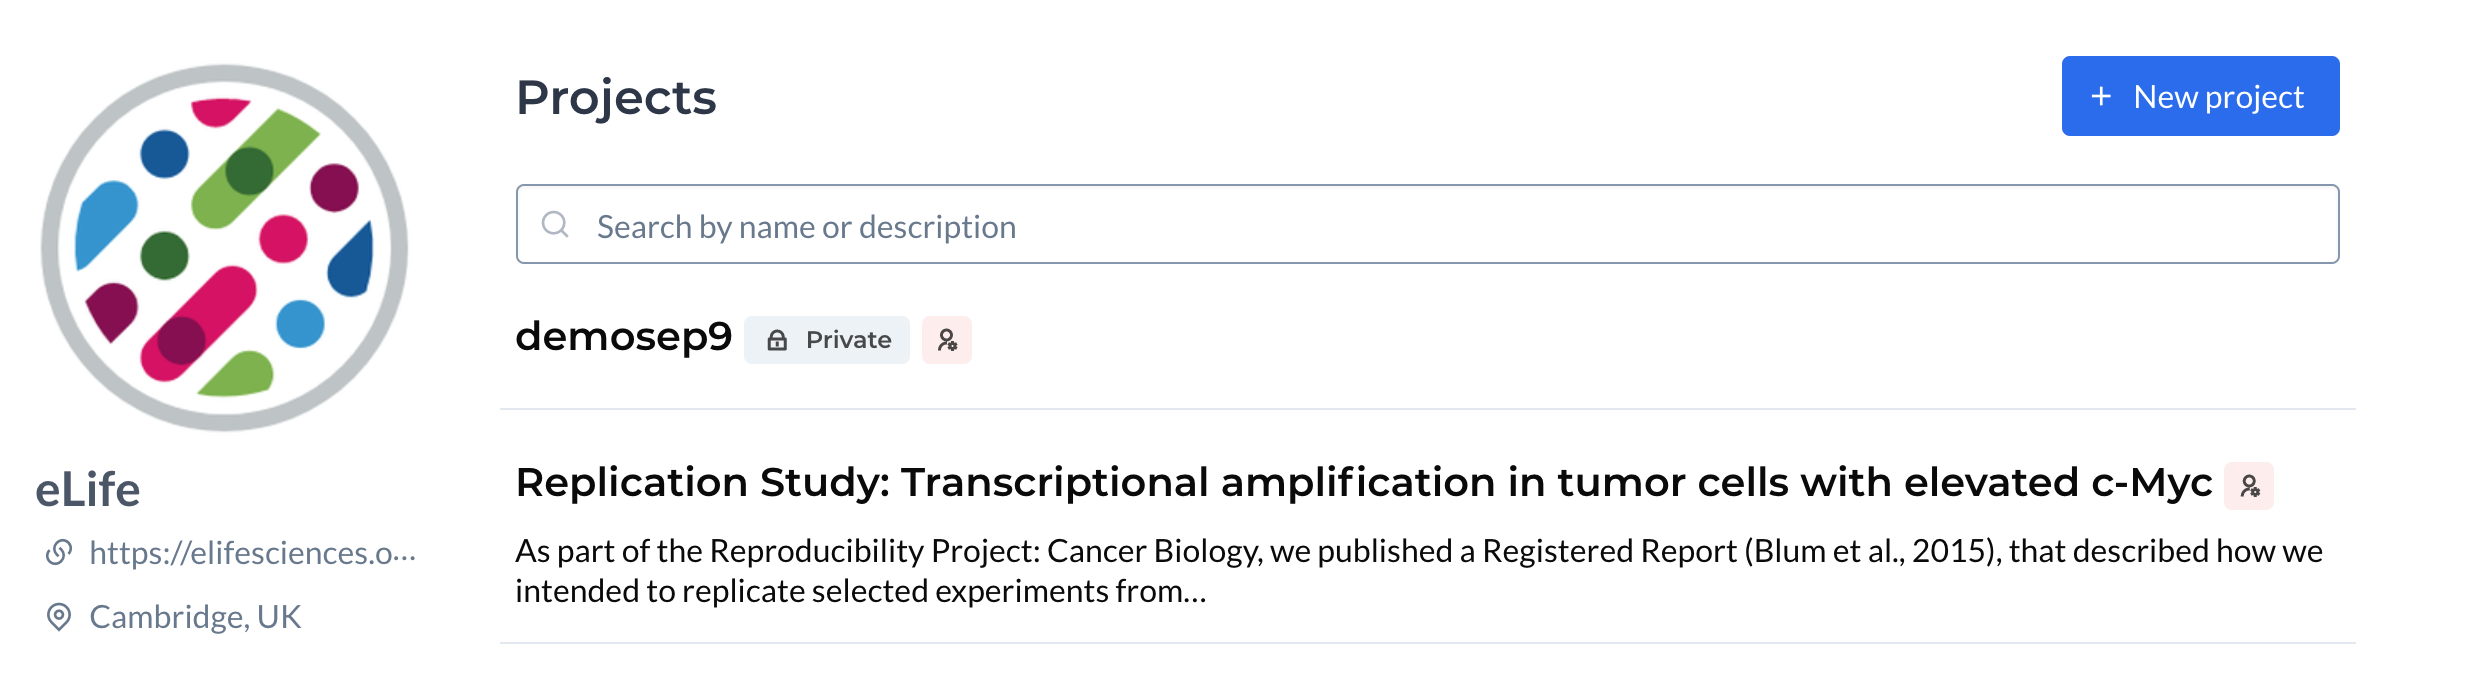 Projects
+ New project
Search by name or description
demosep9 Private
eLife
https://elifesciences.o...
Cambridge, UK
Replication Study: Transcriptional amplification in tumor cells with elevated c-Myc
As part of the Reproducibility Project: Cancer Biology, we published a Registered Report (Blum et al., 2015), that described how we
intended to replicate selected experiments from...